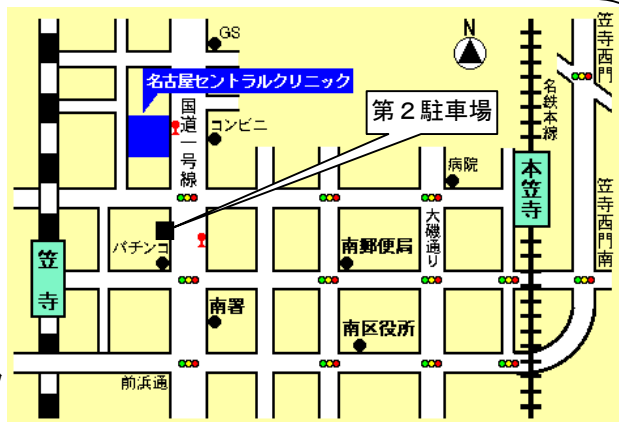 GS
N
笠寺西門
名古屋セントラルクリニック
国道一号線
コンビニ
第２駐車場
名鉄本線
病院
本笠寺
笠寺西門南
大磯通り
パチンコ
南郵便局
笠寺
南署
南区役所
前浜通